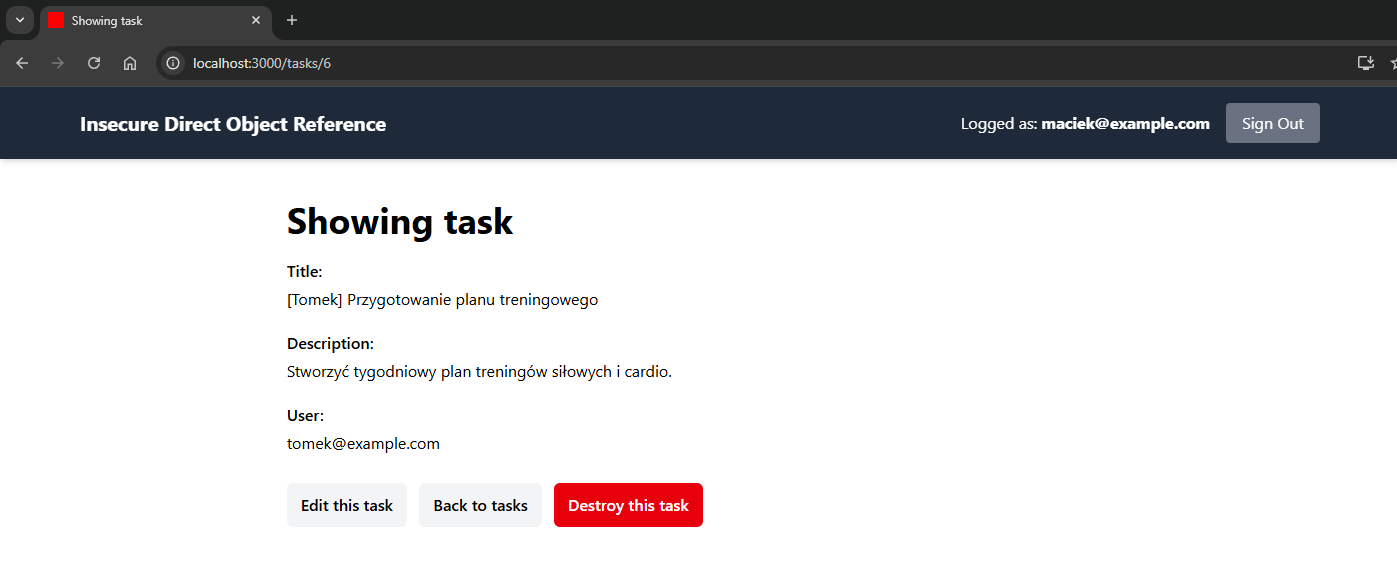 Showing task
localhost:3000/tasks/6
Insecure Direct Object Reference
Logged as: maciek@example.com
Sign Out
Showing task
Title:
[Tomek] Przygotowanie planu treningowego
Description:
Stworzyć tygodniowy plan treningów siłowych i cardio.
User:
tomek@example.com
Edit this task
Back to tasks
Destroy this task